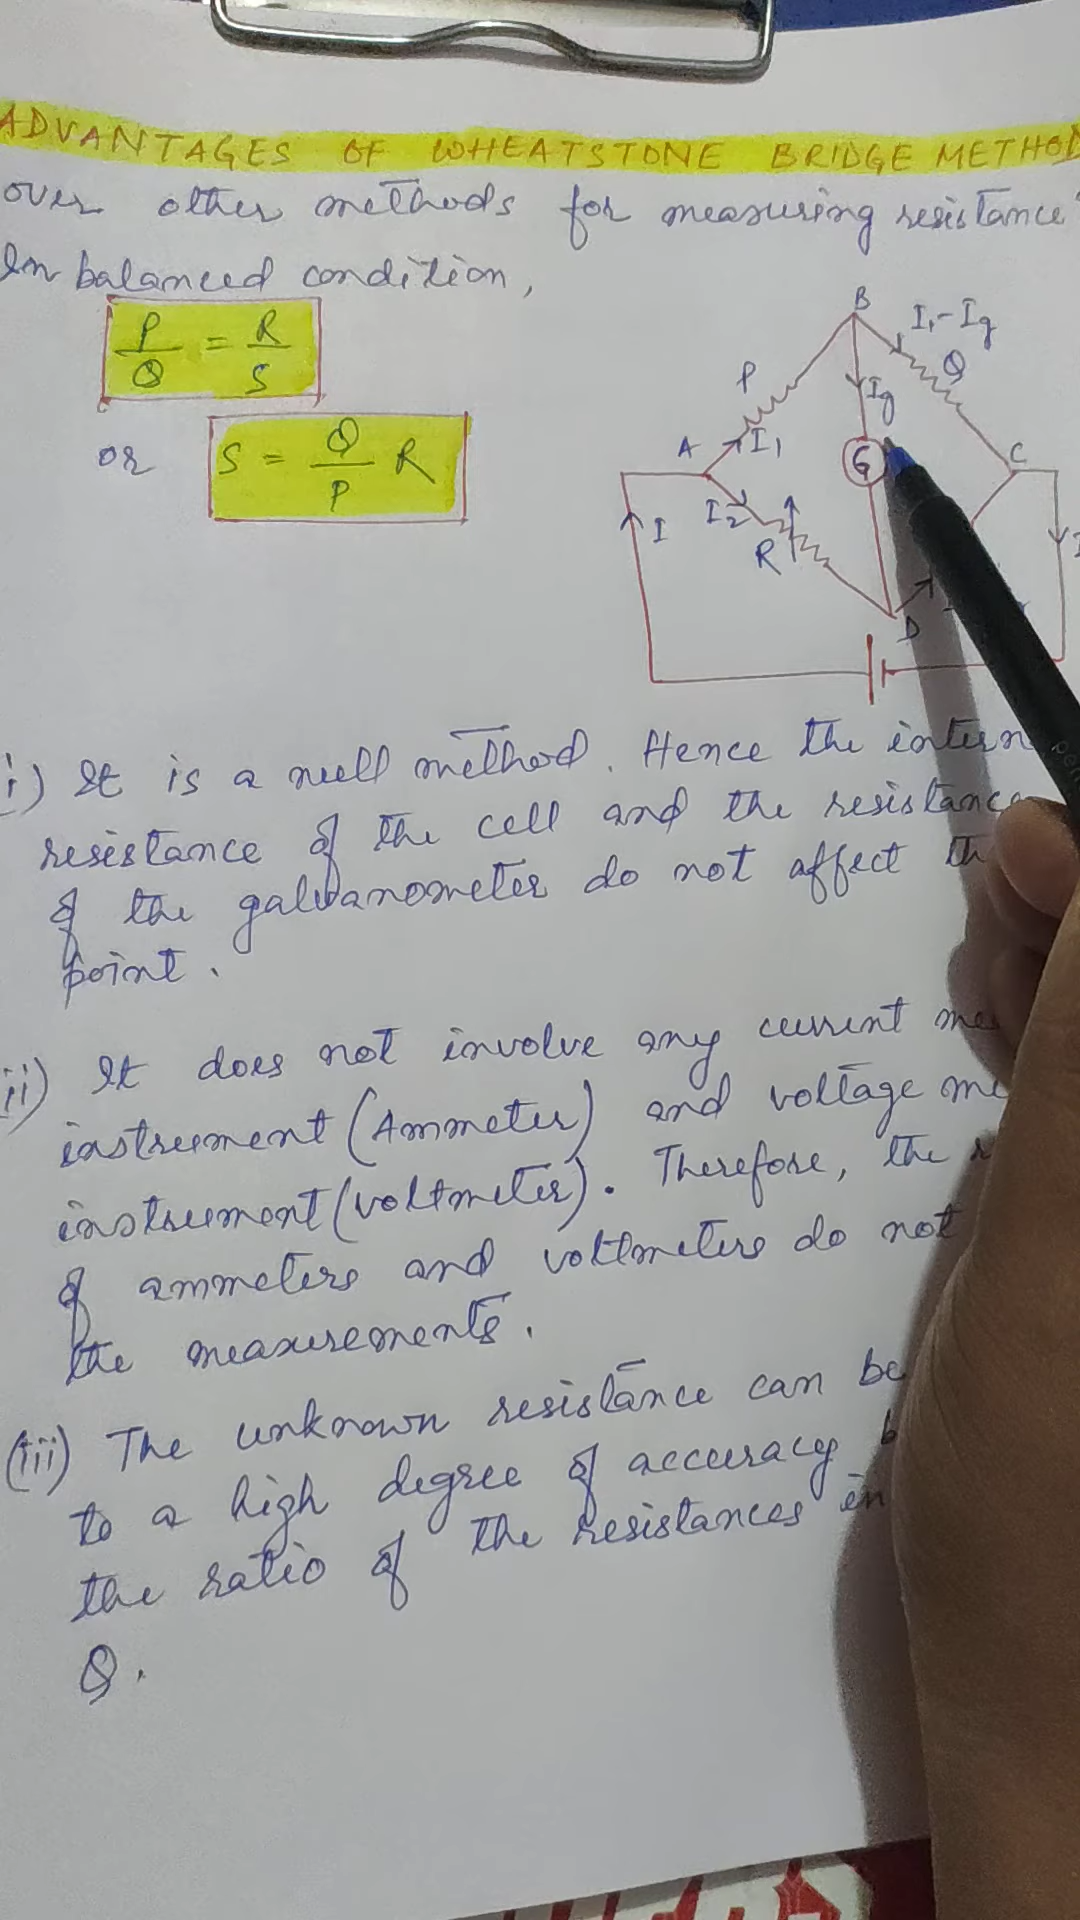 ADVANTAGES OF WHEATSTONE BRIDGE METHOD
over other methods for measuring resistance
In balanced condition,
P/Q = R/S
or S = Q/P R
B
I₁-Ig
P
Q
Ig
A
I₁
G
C
I₂
I
R
D
i) It is a null method. Hence the intern
resistance of the cell and the resistance
of the galvanometer do not affect th
point.
ii) It does not involve any current me
instrument (Ammeter) and voltage me
instrument (voltmeter). Therefore, the r
of ammeters and voltmeters do not
the measurements.
(iii) The unknown resistance can be
to a high degree of accuracy b
the ratio of the resistances in
Q.